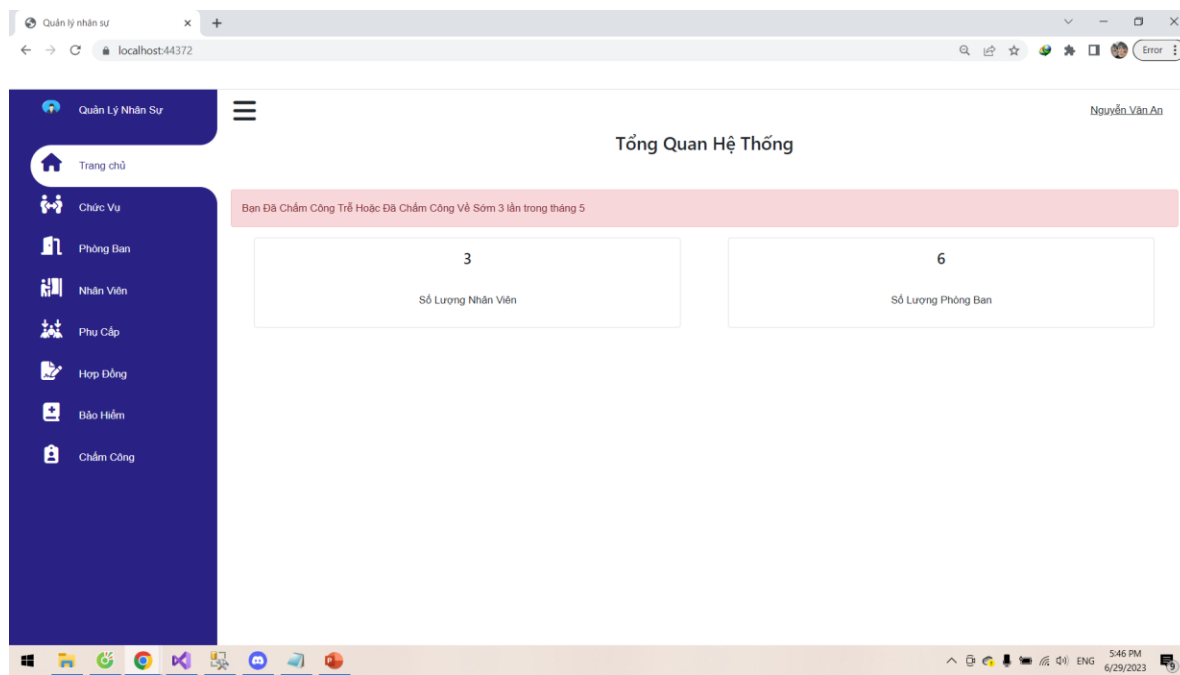 Quản lý nhân sự
localhost:44372
Error
Quản Lý Nhân Sự
Nguyễn Văn An
Tổng Quan Hệ Thống
Trang chủ
Bạn Đã Chấm Công Trễ Hoặc Đã Chấm Công Về Sớm 3 lần trong tháng 5
Chức Vụ
Phòng Ban
Nhân Viên
Phụ Cấp
Hợp Đồng
Bảo Hiểm
Chấm Công
3
Số Lượng Nhân Viên
6
Số Lượng Phòng Ban
ENG
5:46 PM
6/29/2023
9